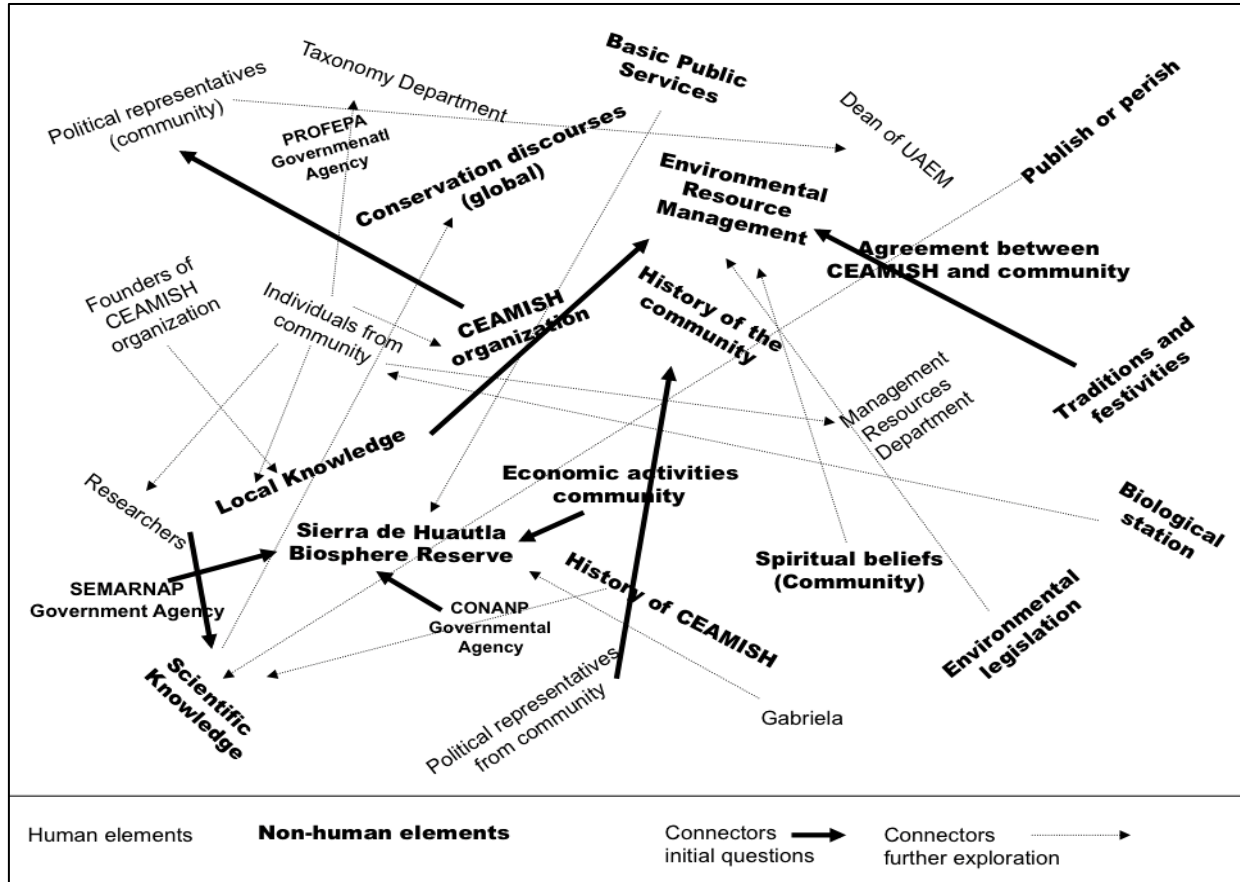 Taxonomy Department
Basic Public
Services
Political representatives
(community)
PROFEPA
Governmenatl
Agency
Conservation discourses
(global)
Dean of UAEM
Publish or perish
Environmental
Resource
Management
Agreement between
CEAMISH and community
Founders of
CEAMISH
organization
Individuals from
community
CEAMISH
organization
History of the
community
Traditions and
festivities
Management
Resources
Department
Local Knowledge
Researchers
Economic activities
community
Biological
station
Sierra de Huautla
Biosphere Reserve
Spiritual beliefs
(Community)
SEMARNAP
Government Agency
CONANP
Governmental
Agency
History of CEAMISH
Environmental
legislation
Scientific
Knowledge
Political representatives
from community
Gabriela
Human elements
Non-human elements
Connectors
initial questions
Connectors
further exploration